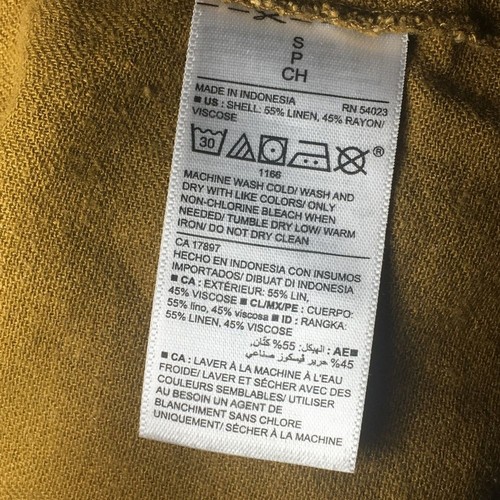 S
P
CH
MADE IN INDONESIA RN 54023
■ US : SHELL: 55% LINEN, 45% RAYON/
VISCOSE
30 ®
1166
MACHINE WASH COLD/ WASH AND
DRY WITH LIKE COLORS/ ONLY
NON-CHLORINE BLEACH WHEN
NEEDED/ TUMBLE DRY LOW/ WARM
IRON/ DO NOT DRY CLEAN
CA 17897
HECHO EN INDONESIA CON INSUMOS
IMPORTADOS/ DIBUAT DI INDONESIA
■ CA : EXTÉRIEUR: 55% LIN,
45% VISCOSE ■ CL/MX/PE : CUERPO:
55% lino, 45% viscosa ■ ID : RANGKA:
55% LINEN, 45% VISCOSE
■ AE : الهيكل: 55% كتَّان,
45% حرير ڤيسكوز صناعي
■ CA : LAVER À LA MACHINE À L'EAU
FROIDE/ LAVER ET SÉCHER AVEC DES
COULEURS SEMBLABLES/ UTILISER
AU BESOIN UN AGENT DE
BLANCHIMENT SANS CHLORE
UNIQUEMENT/ SÉCHER À LA MACHINE